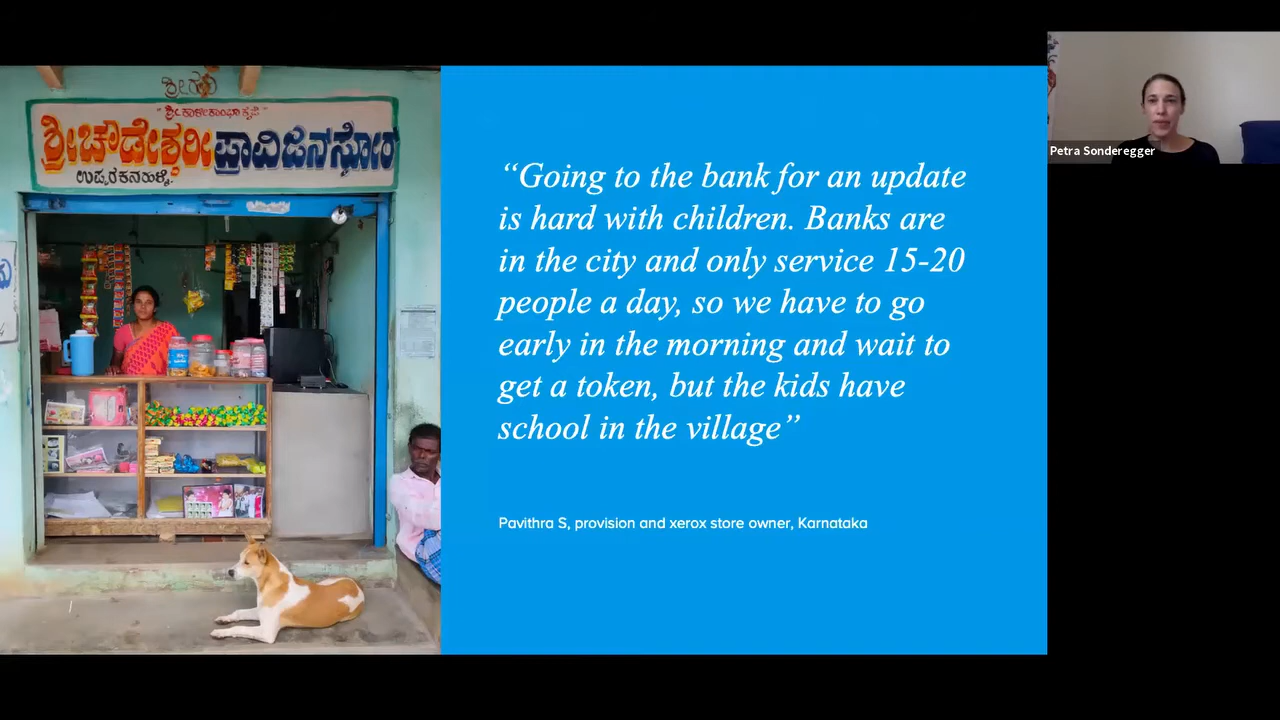 ಶ್ರೀ ಚೌಡೇಶ್ವರೀ ಪ್ರಾವಿಜನ್ ಸ್ಟೋರ್
“Going to the bank for an update
is hard with children. Banks are
in the city and only service 15-20
people a day, so we have to go
early in the morning and wait to
get a token, but the kids have
school in the village”
Pavithra S, provision and xerox store owner, Karnataka
Petra Sonderegger